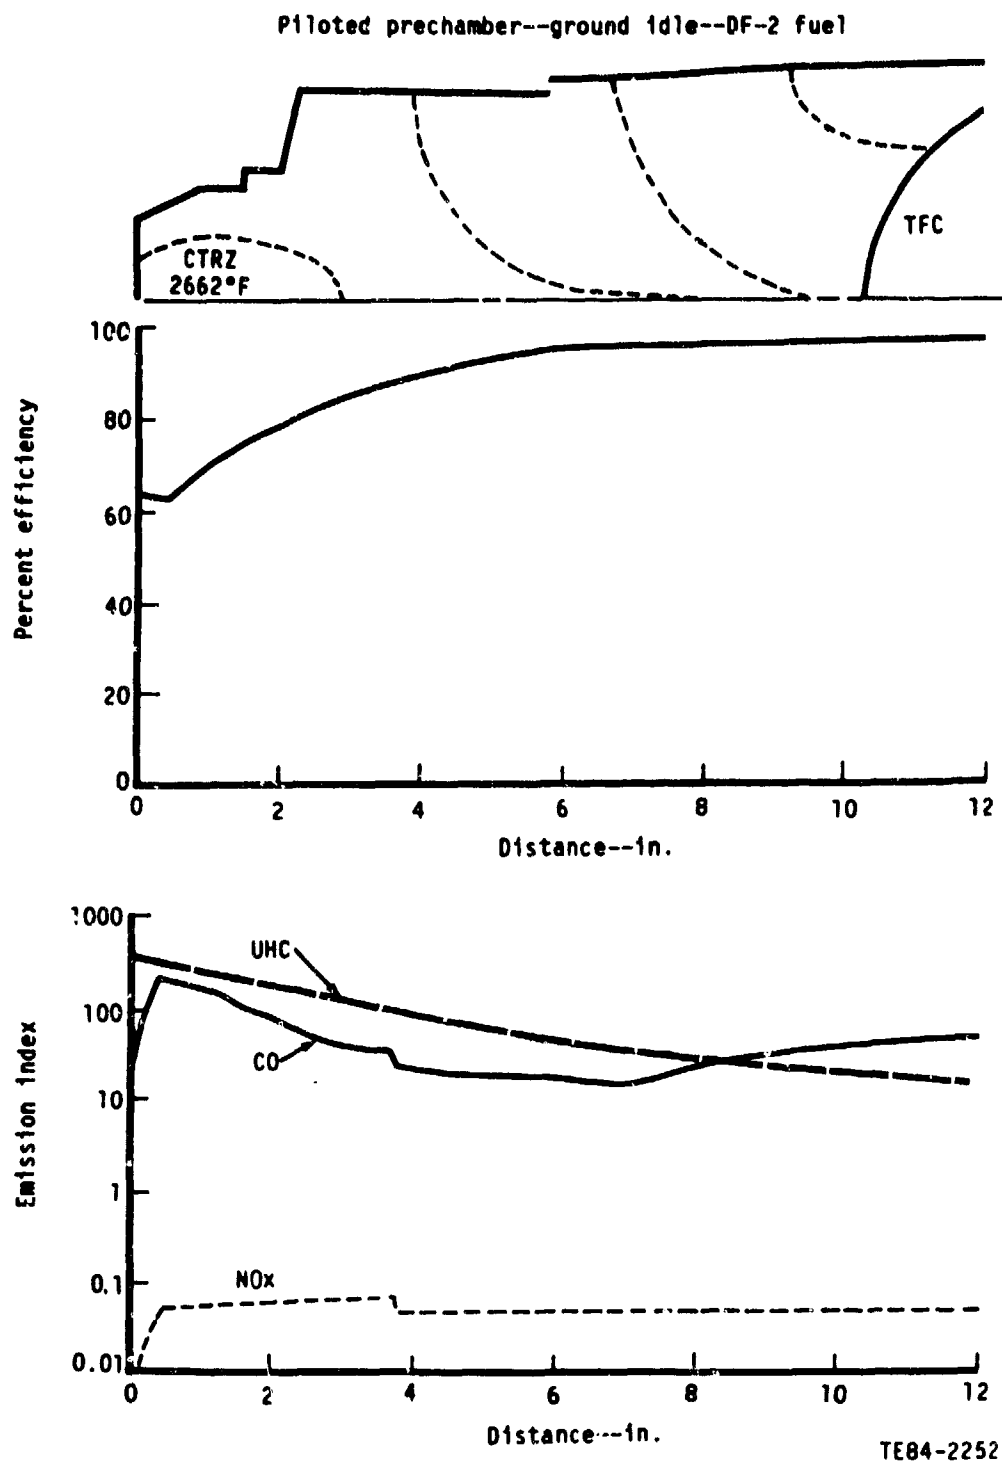 Piloted prechamber--ground idle--DF-2 fuel
CTRZ
2662°F
TFC
Percent efficiency
100
80
60
40
20
0
0 2 4 6 8 10 12
Distance--in.
Emission index
1000
100
10
1
0.1
0.01
UHC
CO
NOx
0 2 4 6 8 10 12
Distance--in.
TE84-2252